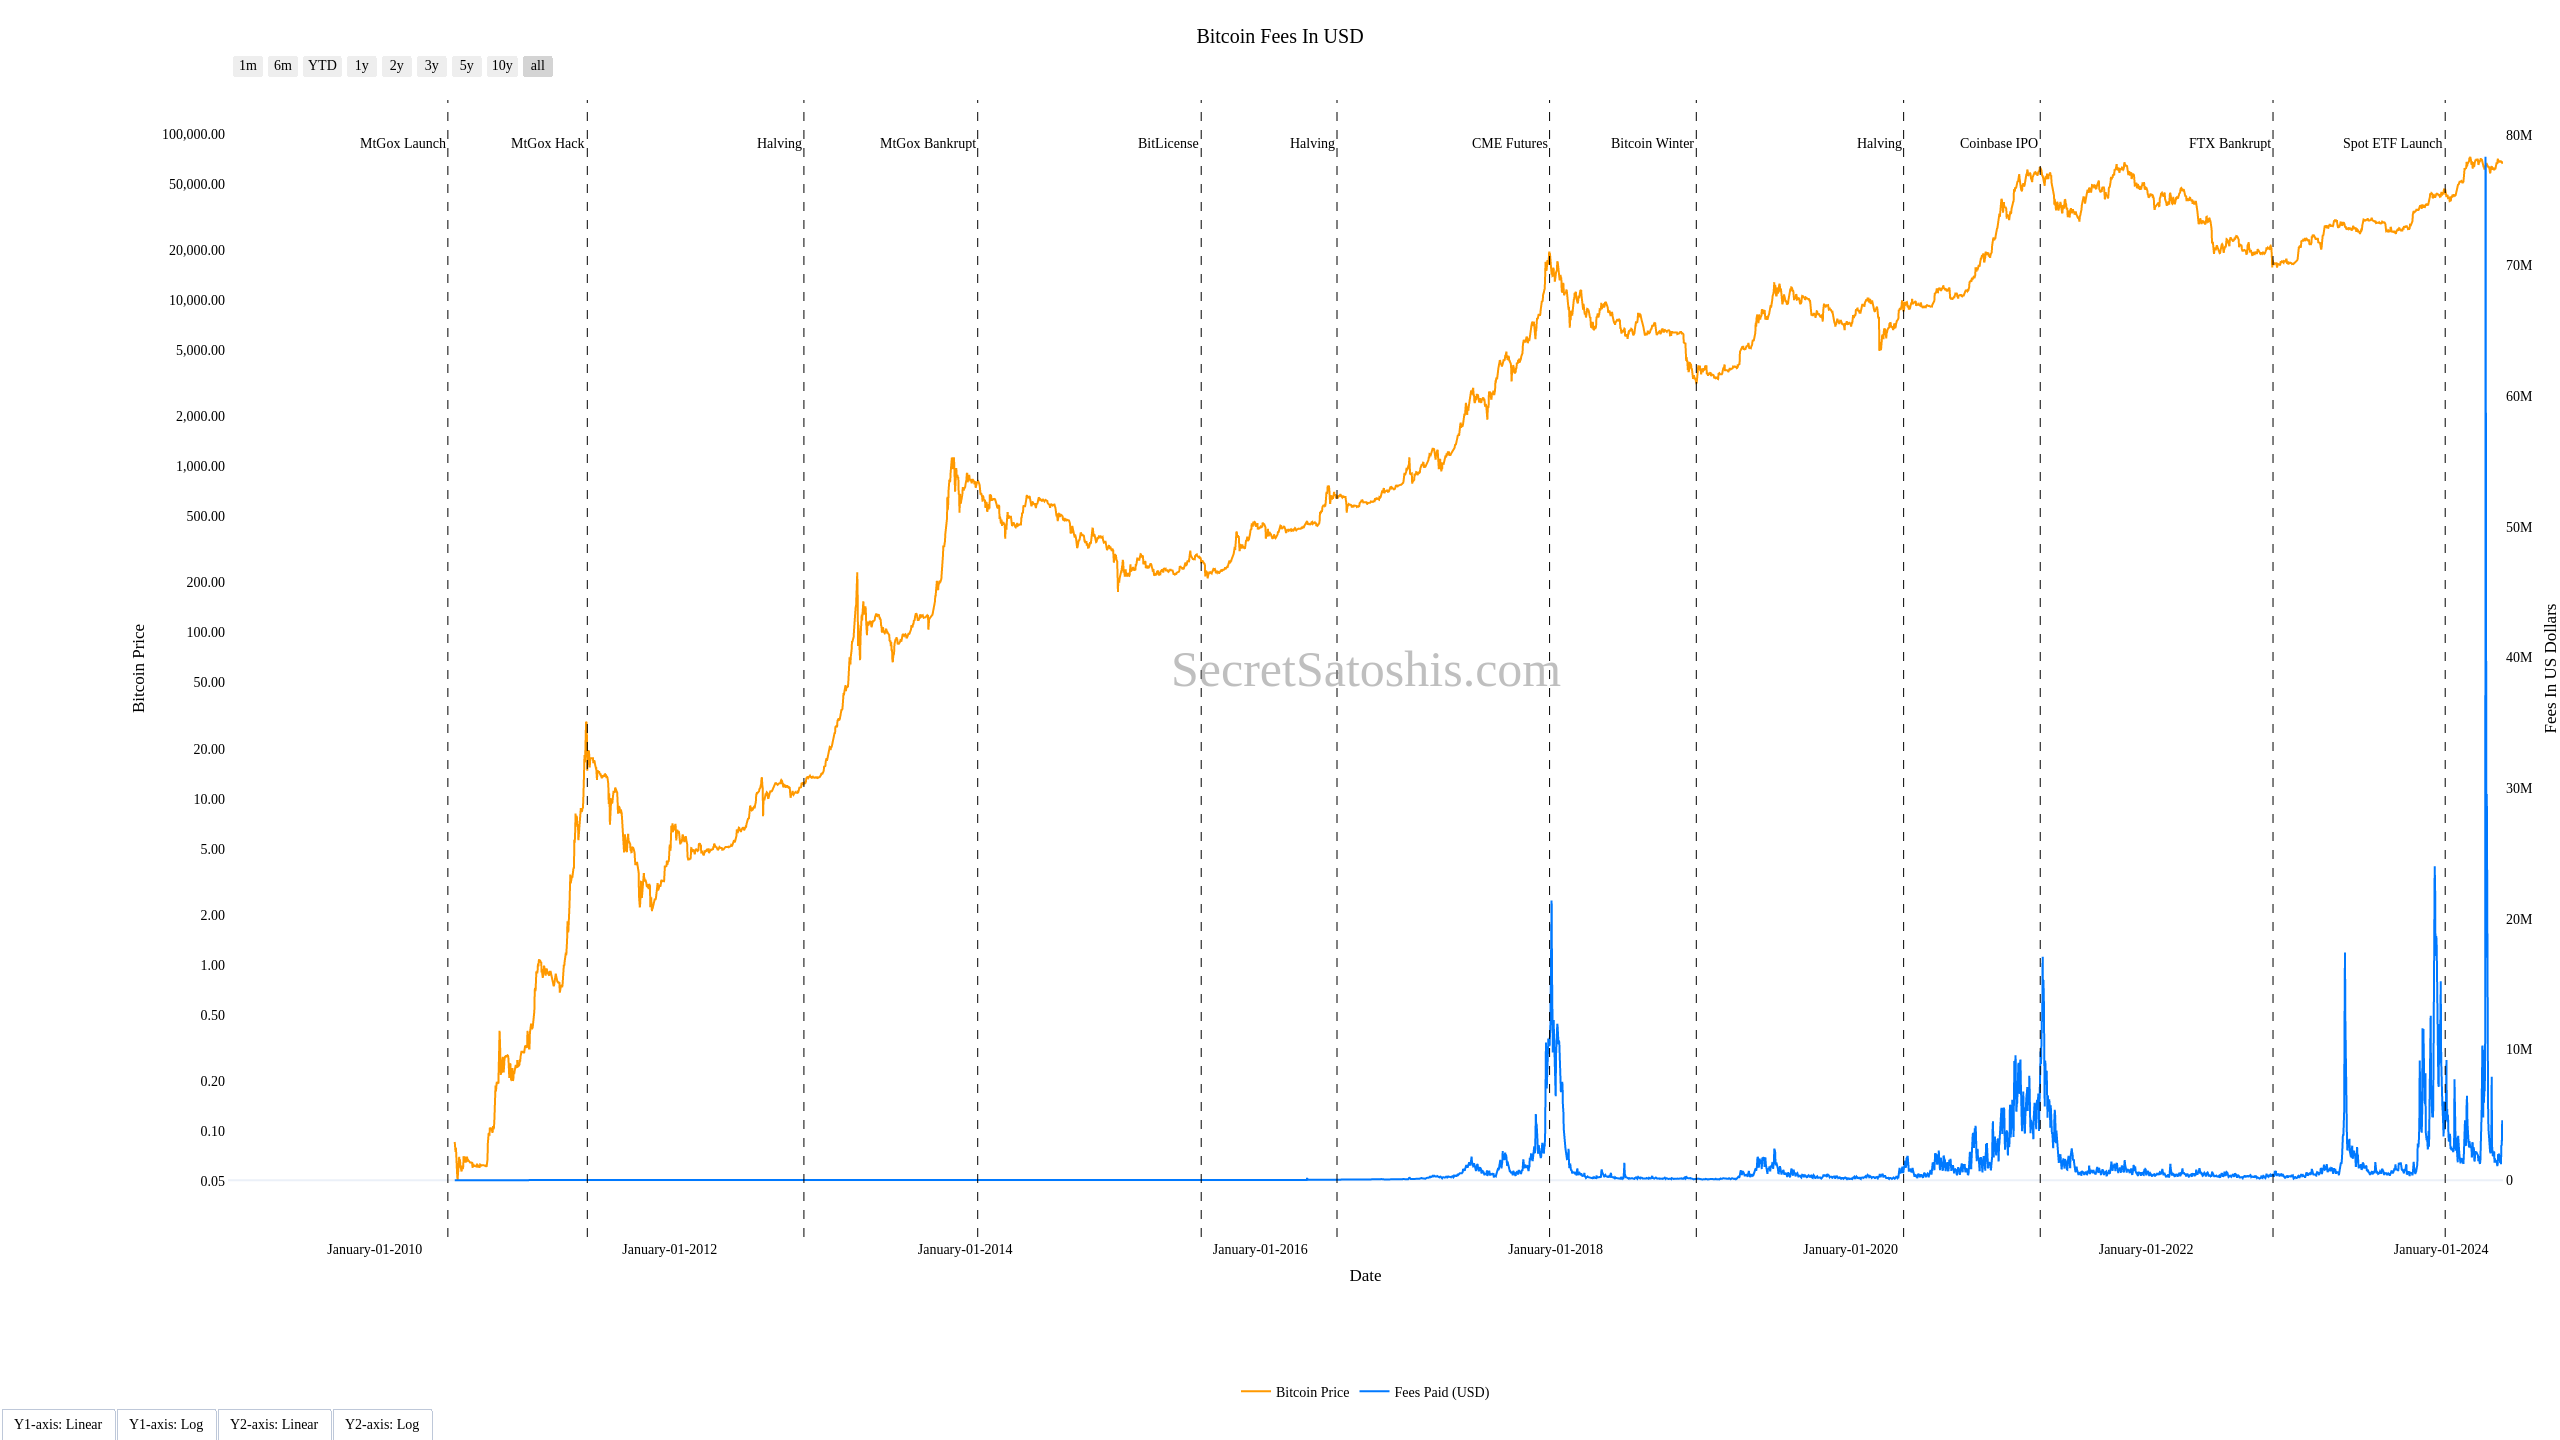 Bitcoin Fees In USD
1m 6m YTD 1y 2y 3y 5y 10y all
MtGox Launch
MtGox Hack
Halving
MtGox Bankrupt
BitLicense
Halving
CME Futures
Bitcoin Winter
Halving
Coinbase IPO
FTX Bankrupt
Spot ETF Launch
100,000.00
50,000.00
20,000.00
10,000.00
5,000.00
2,000.00
1,000.00
500.00
200.00
100.00
50.00
20.00
10.00
5.00
2.00
1.00
0.50
0.20
0.10
0.05
Bitcoin Price
SecretSatoshis.com
80M
70M
60M
50M
40M
30M
20M
10M
0
Fees In US Dollars
January-01-2010
January-01-2012
January-01-2014
January-01-2016
January-01-2018
January-01-2020
January-01-2022
January-01-2024
Date
Bitcoin Price
Fees Paid (USD)
Y1-axis: Linear
Y1-axis: Log
Y2-axis: Linear
Y2-axis: Log